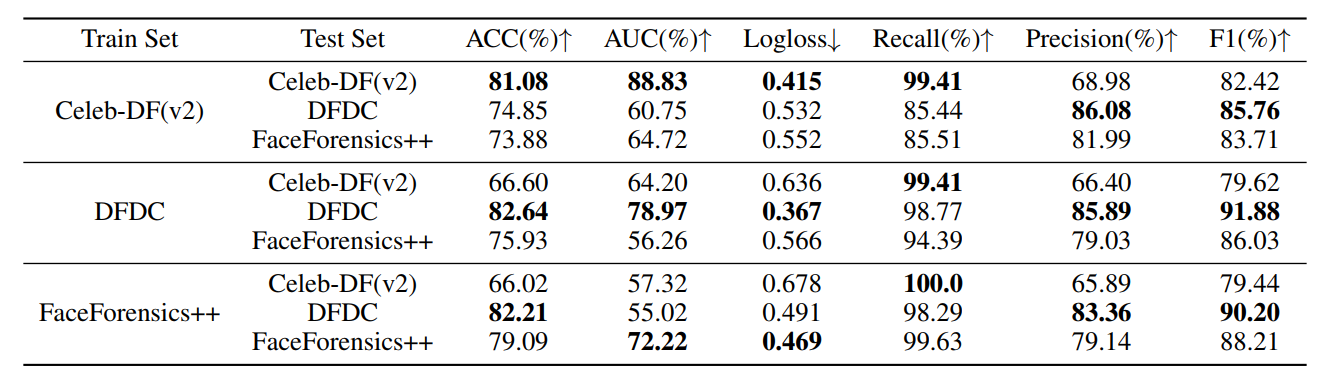 Train Set Test Set ACC(%)↑ AUC(%)↑ Logloss↓ Recall(%)↑ Precision(%)↑ F1(%)↑
Celeb-DF(v2) 81.08 88.83 0.415 99.41 68.98 82.42
Celeb-DF(v2) DFDC 74.85 60.75 0.532 85.44 86.08 85.76
FaceForensics++ 73.88 64.72 0.552 85.51 81.99 83.71
Celeb-DF(v2) 66.60 64.20 0.636 99.41 66.40 79.62
DFDC DFDC 82.64 78.97 0.367 98.77 85.89 91.88
FaceForensics++ 75.93 56.26 0.566 94.39 79.03 86.03
Celeb-DF(v2) 66.02 57.32 0.678 100.0 65.89 79.44
FaceForensics++ DFDC 82.21 55.02 0.491 98.29 83.36 90.20
FaceForensics++ 79.09 72.22 0.469 99.63 79.14 88.21